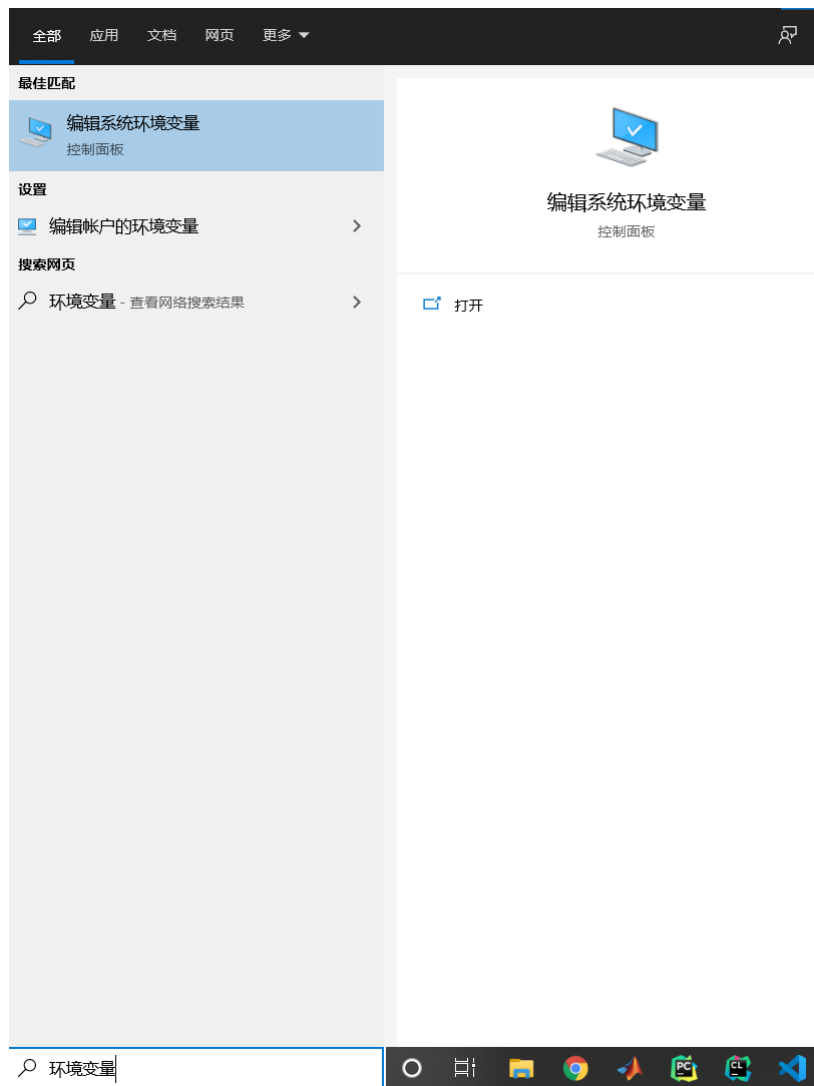 全部 应用 文档 网页 更多
最佳匹配
编辑系统环境变量
控制面板
设置
编辑帐户的环境变量
搜索网页
环境变量 - 查看网络搜索结果
编辑系统环境变量
控制面板
打开
环境变量
PC
CL